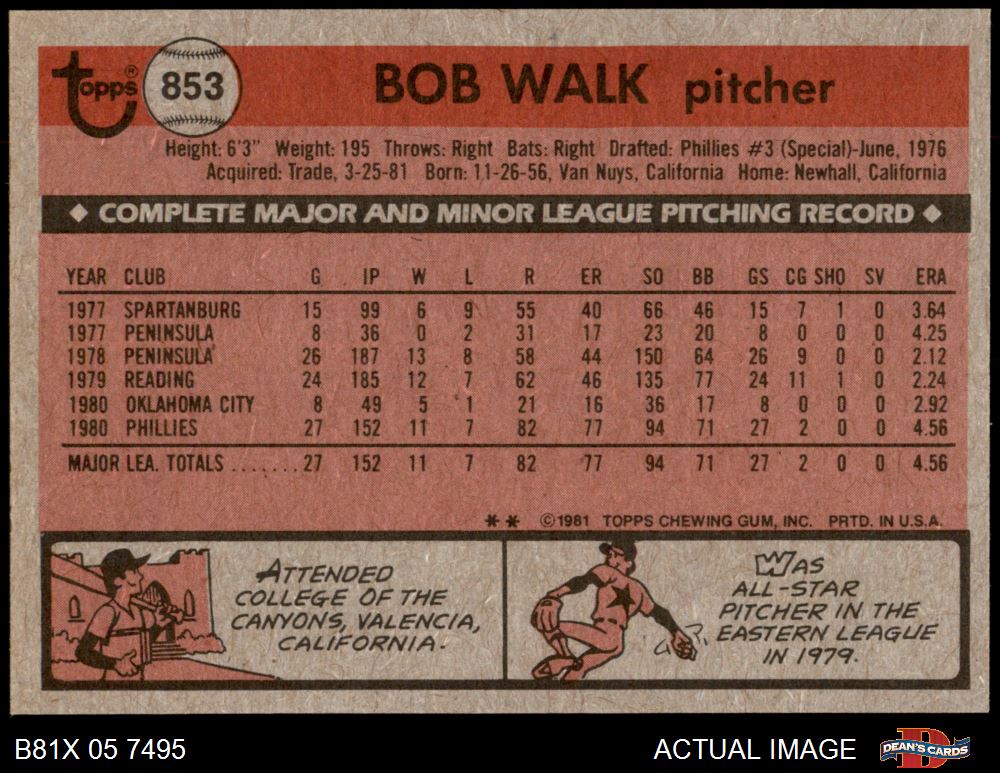 topps® 853 BOB WALK pitcher
Height: 6'3" Weight: 195 Throws: Right Bats: Right Drafted: Phillies #3 (Special)-June, 1976
Acquired: Trade, 3-25-81 Born: 11-26-56, Van Nuys, California Home: Newhall, California
◆ COMPLETE MAJOR AND MINOR LEAGUE PITCHING RECORD ◆
YEAR CLUB G IP W L R ER SO BB GS CG SHO SV ERA
1977 SPARTANBURG 15 99 6 9 55 40 66 46 15 7 1 0 3.64
1977 PENINSULA 8 36 0 2 31 17 23 20 8 0 0 0 4.25
1978 PENINSULA 26 187 13 8 58 44 150 64 26 9 0 0 2.12
1979 READING 24 185 12 7 62 46 135 77 24 11 1 0 2.24
1980 OKLAHOMA CITY 8 49 5 1 21 16 36 17 8 0 0 0 2.92
1980 PHILLIES 27 152 11 7 82 77 94 71 27 2 0 0 4.56
MAJOR LEA. TOTALS ....... 27 152 11 7 82 77 94 71 27 2 0 0 4.56
** ©1981 TOPPS CHEWING GUM, INC. PRTD. IN U.S.A.
ATTENDED
COLLEGE OF THE
CANYONS, VALENCIA,
CALIFORNIA.
WAS
ALL-STAR
PITCHER IN THE
EASTERN LEAGUE
IN 1979.
B81X 05 7495 ACTUAL IMAGE DEAN'S CARDS